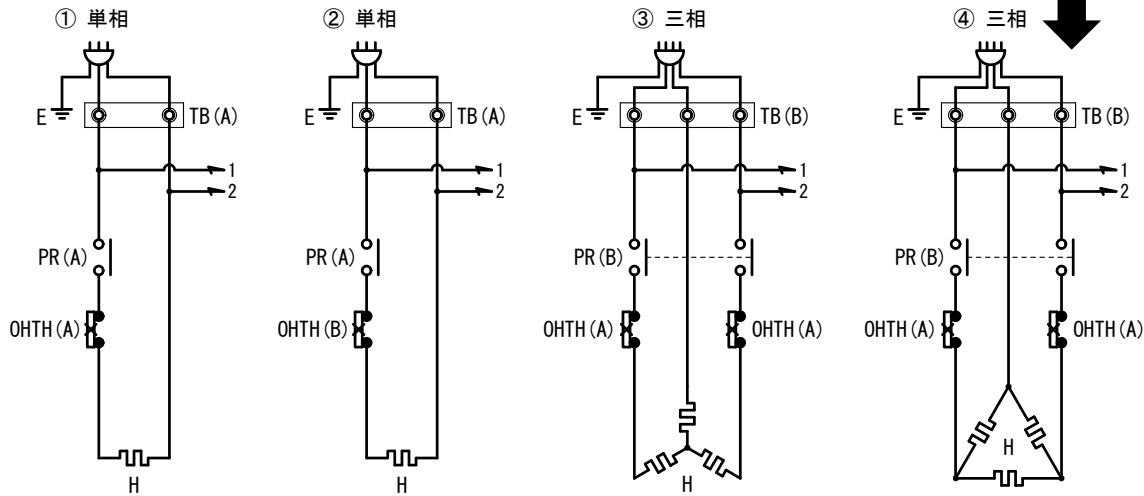 ① 単相
② 単相
③ 三相
④ 三相
E
TB(A)
E
TB(A)
E
TB(B)
E
TB(B)
1
1
1
1
2
2
2
2
PR(A)
PR(A)
PR(B)
PR(B)
OHTH(A)
OHTH(B)
OHTH(A)
OHTH(A)
OHTH(A)
OHTH(A)
H
H
H
H